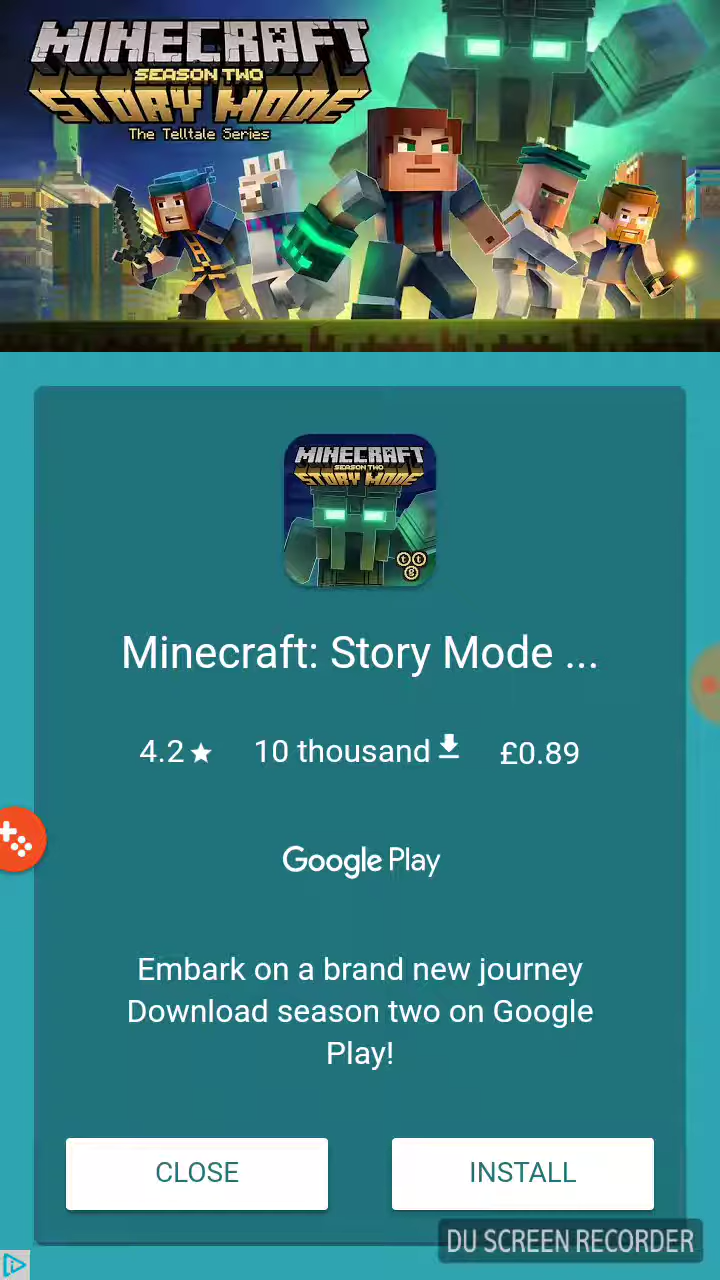 MINECRAFT
SEASON TWO
STORY MODE
The Telltale Series
MINECRAFT
SEASON TWO
STORY MODE
t t
g
Minecraft: Story Mode ...
4.2★ 10 thousand £0.89
Google Play
Embark on a brand new journey
Download season two on Google
Play!
CLOSE INSTALL
DU SCREEN RECORDER